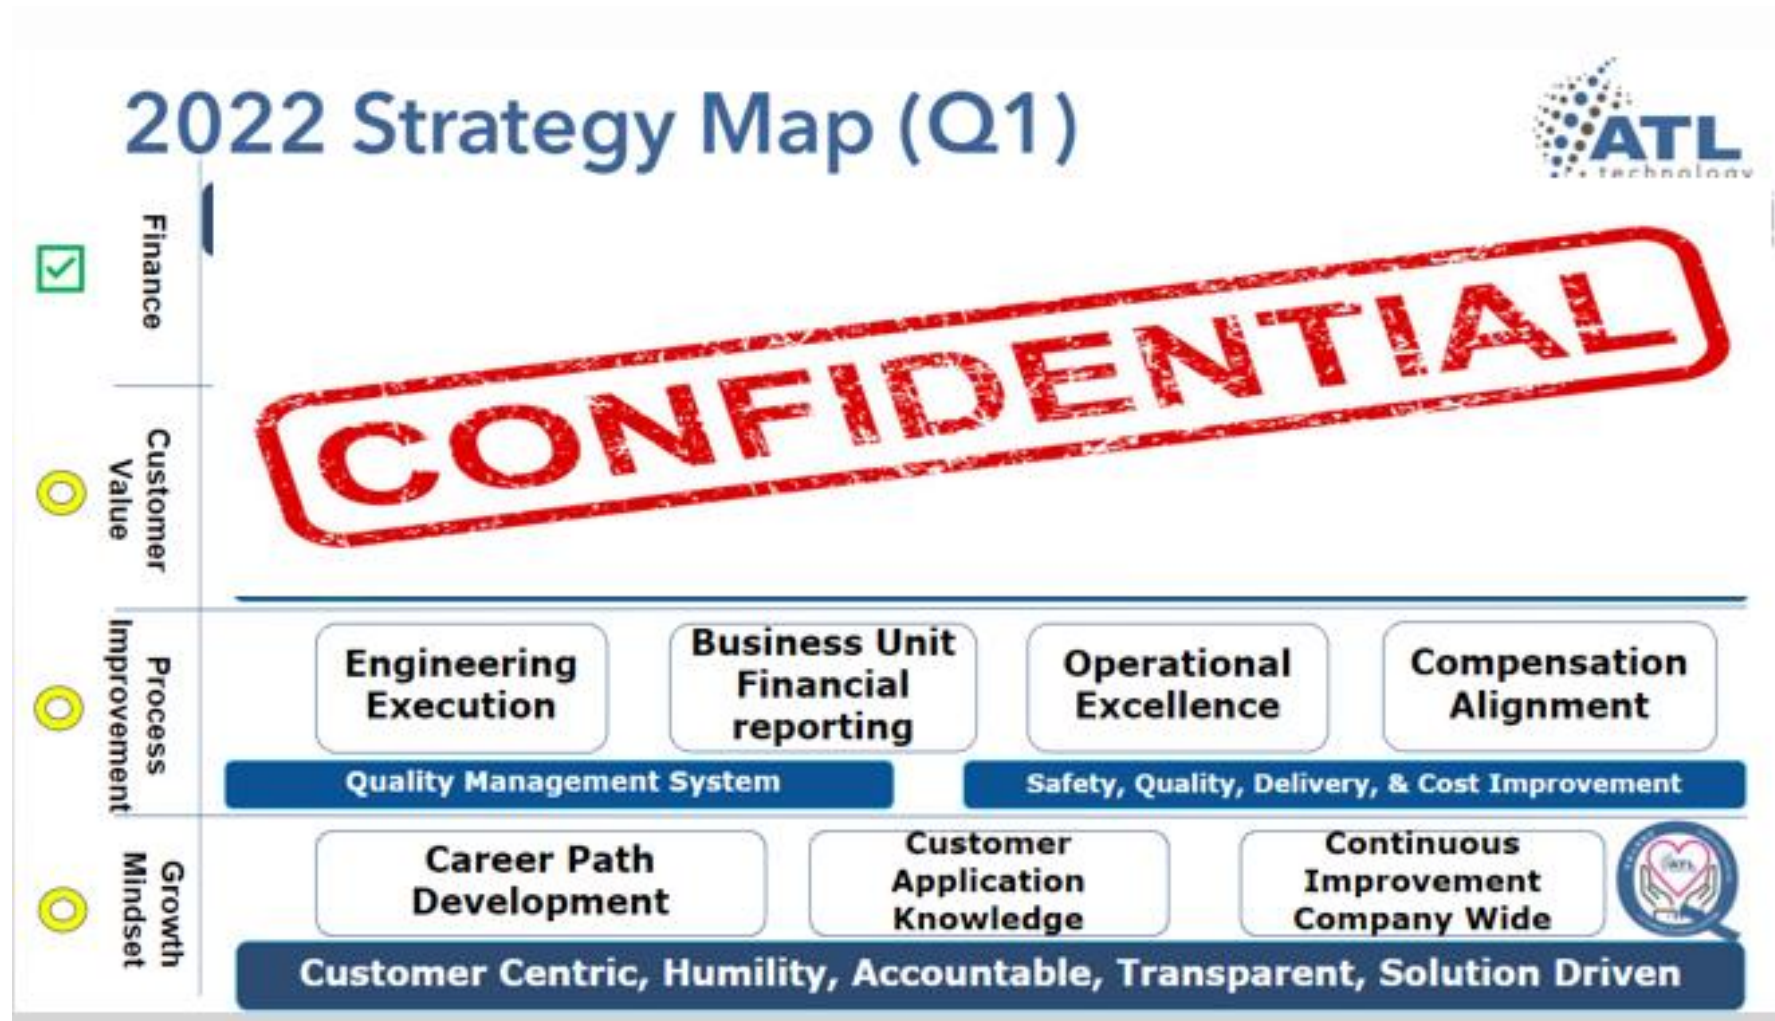 2022 Strategy Map (Q1)
ATL
technology
Finance
CONFIDENTIAL
Customer
Value
Process
Improvement
Engineering
Execution
Business Unit
Financial
reporting
Operational
Excellence
Compensation
Alignment
Quality Management System
Safety, Quality, Delivery, & Cost Improvement
Growth
Mindset
Career Path
Development
Customer
Application
Knowledge
Continuous
Improvement
Company Wide
ATL
Customer Centric, Humility, Accountable, Transparent, Solution Driven